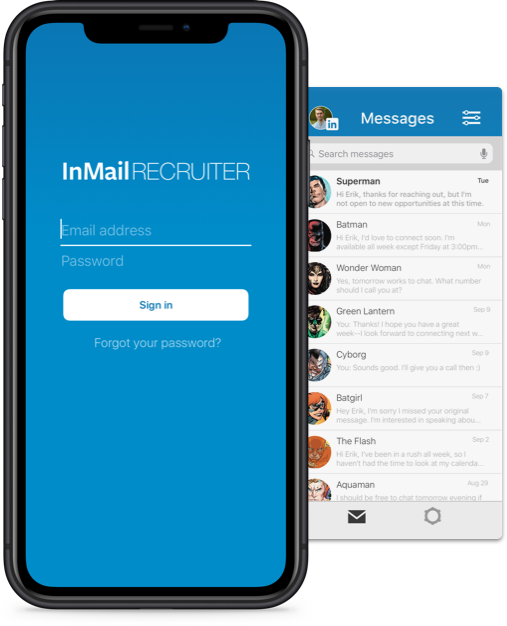 InMail RECRUITER
Email address
Password
Sign in
Forgot your password?
in
Messages
Search messages
Superman
Tue
Hi Erik, thanks for reaching out, but I'm
not open to new opportunities at this time.
Batman
Mon
Hi Erik, I'd love to connect soon. I'm
available all week except Friday at 3:00pm...
Wonder Woman
Mon
Yes, tomorrow works to chat. What number
should I call you at?
Green Lantern
Sep 9
You: Thanks! I hope you have a great
week--I look forward to connecting next w...
Cyborg
Sep 9
You: Sounds good. I'll give you a call then :)
Batgirl
Sep 7
Hey Erik, I'm sorry I missed your original
message. I'm interested in speaking abou...
The Flash
Sep 2
Hi Erik, I've been in a rush all week, so I
haven't had the time to look at my calenda...
Aquaman
Aug 29
I should be free to chat tomorrow evening if